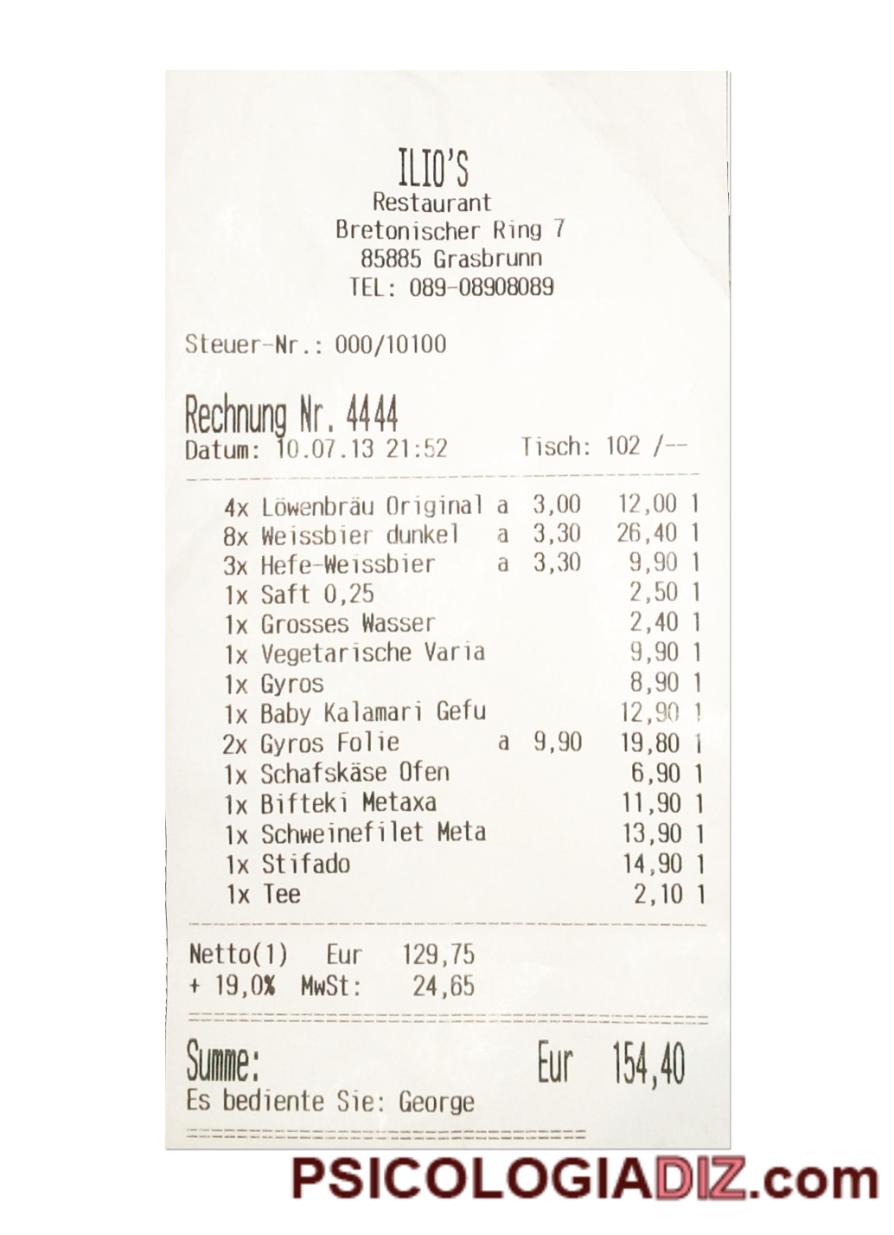 ILIO'S
Restaurant
Bretonischer Ring 7
85885 Grasbrunn
TEL: 089-08908089
Steuer-Nr.: 000/10100
Rechnung Nr. 4444
Datum: 10.07.13 21:52 Tisch: 102 /--
4x Löwenbräu Original a 3,00 12,00 1
8x Weissbier dunkel a 3,30 26,40 1
3x Hefe-Weissbier a 3,30 9,90 1
1x Saft 0,25 2,50 1
1x Grosses Wasser 2,40 1
1x Vegetarische Varia 9,90 1
1x Gyros 8,90 1
1x Baby Kalamari Gefu 12,90 1
2x Gyros Folie a 9,90 19,80 1
1x Schafskäse Ofen 6,90 1
1x Bifteki Metaxa 11,90 1
1x Schweinefilet Meta 13,90 1
1x Stifado 14,90 1
1x Tee 2,10 1
Netto(1) Eur 129,75
+ 19,0% MwSt: 24,65
Summe: Eur 154,40
Es bediente Sie: George
PSICOLOGIADIZ.com